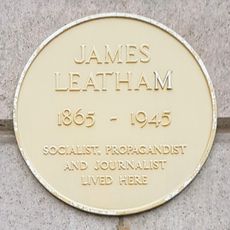 JAMES
LEATHAM
1865 - 1945
SOCIALIST, PROPAGANDIST
AND JOURNALIST
LIVED HERE